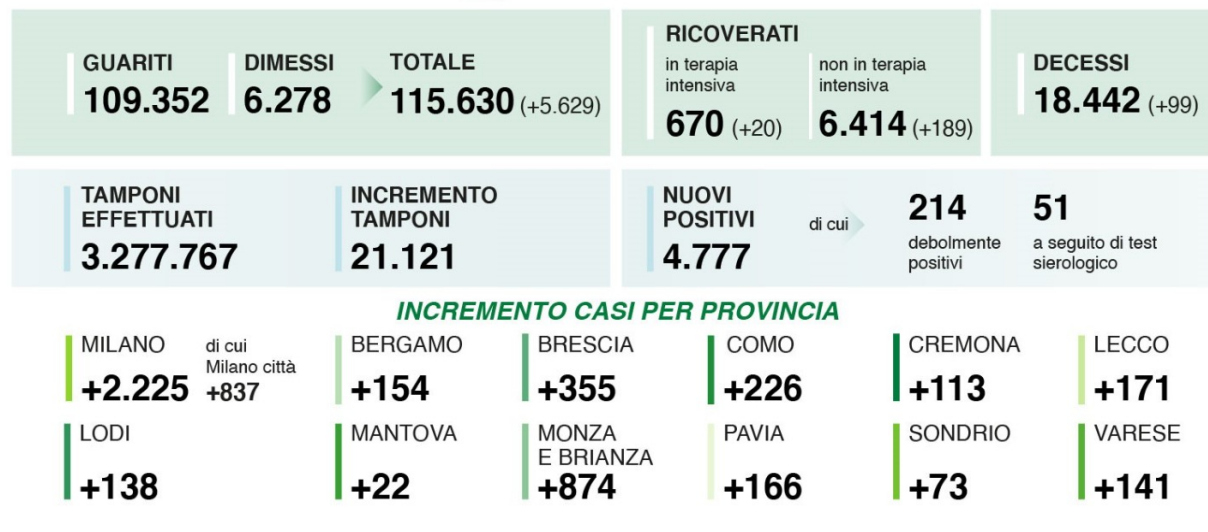 GUARITI
109.352
DIMESSI
6.278
TOTALE
115.630 (+5.629)
RICOVERATI
in terapia
intensiva
670 (+20)
non in terapia
intensiva
6.414 (+189)
DECESSI
18.442 (+99)
TAMPONI
EFFETTUATI
3.277.767
INCREMENTO
TAMPONI
21.121
NUOVI
POSITIVI
4.777
di cui
214
debolmente
positivi
51
a seguito di test
sierologico
INCREMENTO CASI PER PROVINCIA
MILANO
+2.225
di cui
Milano città
+837
BERGAMO
+154
BRESCIA
+355
COMO
+226
CREMONA
+113
LECCO
+171
LODI
+138
MANTOVA
+22
MONZA
E BRIANZA
+874
PAVIA
+166
SONDRIO
+73
VARESE
+141